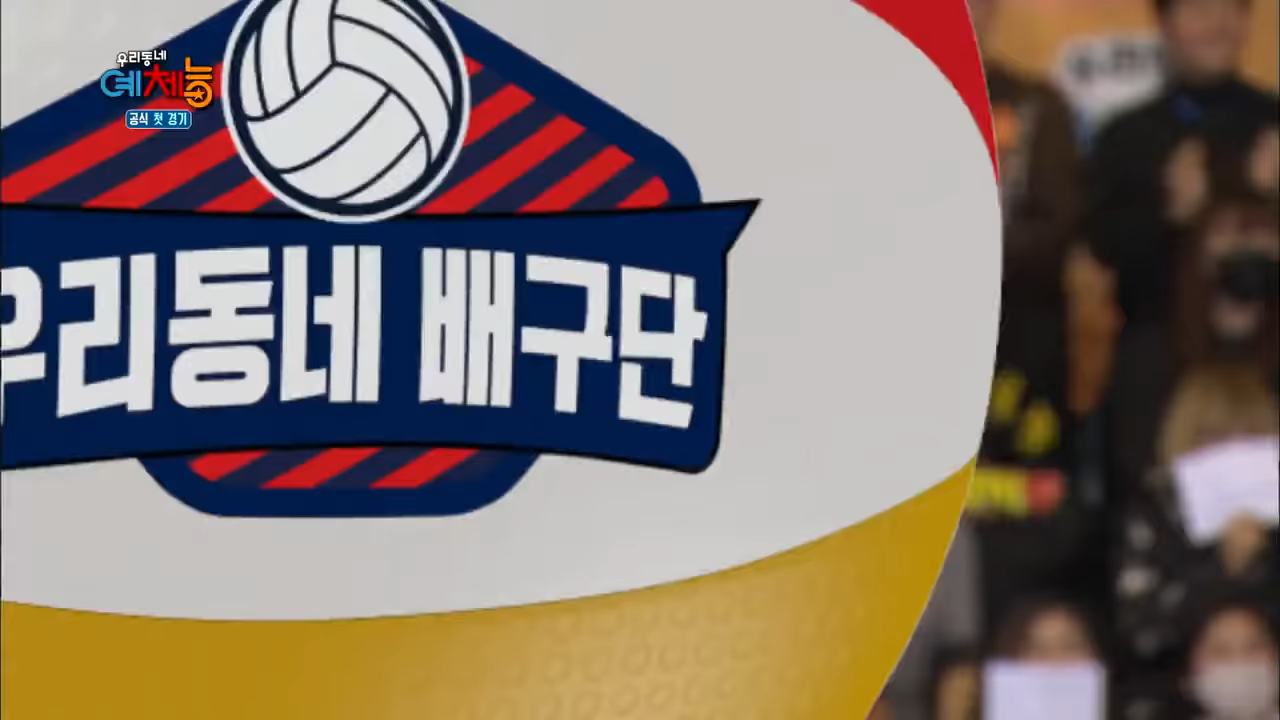 우리동네
예체능
공식 첫 경기
우리동네 배구단